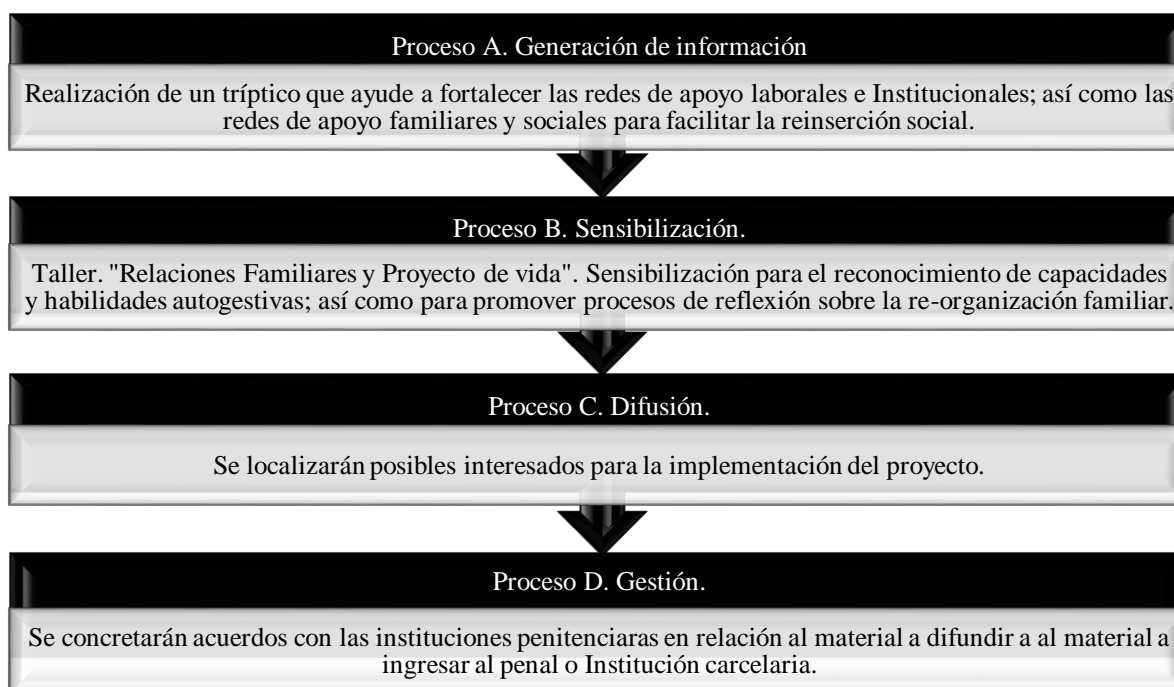 Proceso A. Generación de información
Realización de un tríptico que ayude a fortalecer las redes de apoyo laborales e Institucionales; así como las
redes de apoyo familiares y sociales para facilitar la reinserción social.
Proceso B. Sensibilización.
Taller. "Relaciones Familiares y Proyecto de vida". Sensibilización para el reconocimiento de capacidades
y habilidades autogestivas; así como para promover procesos de reflexión sobre la re-organización familiar.
Proceso C. Difusión.
Se localizarán posibles interesados para la implementación del proyecto.
Proceso D. Gestión.
Se concretarán acuerdos con las instituciones penitenciaras en relación al material a difundir a al material a
ingresar al penal o Institución carcelaria.